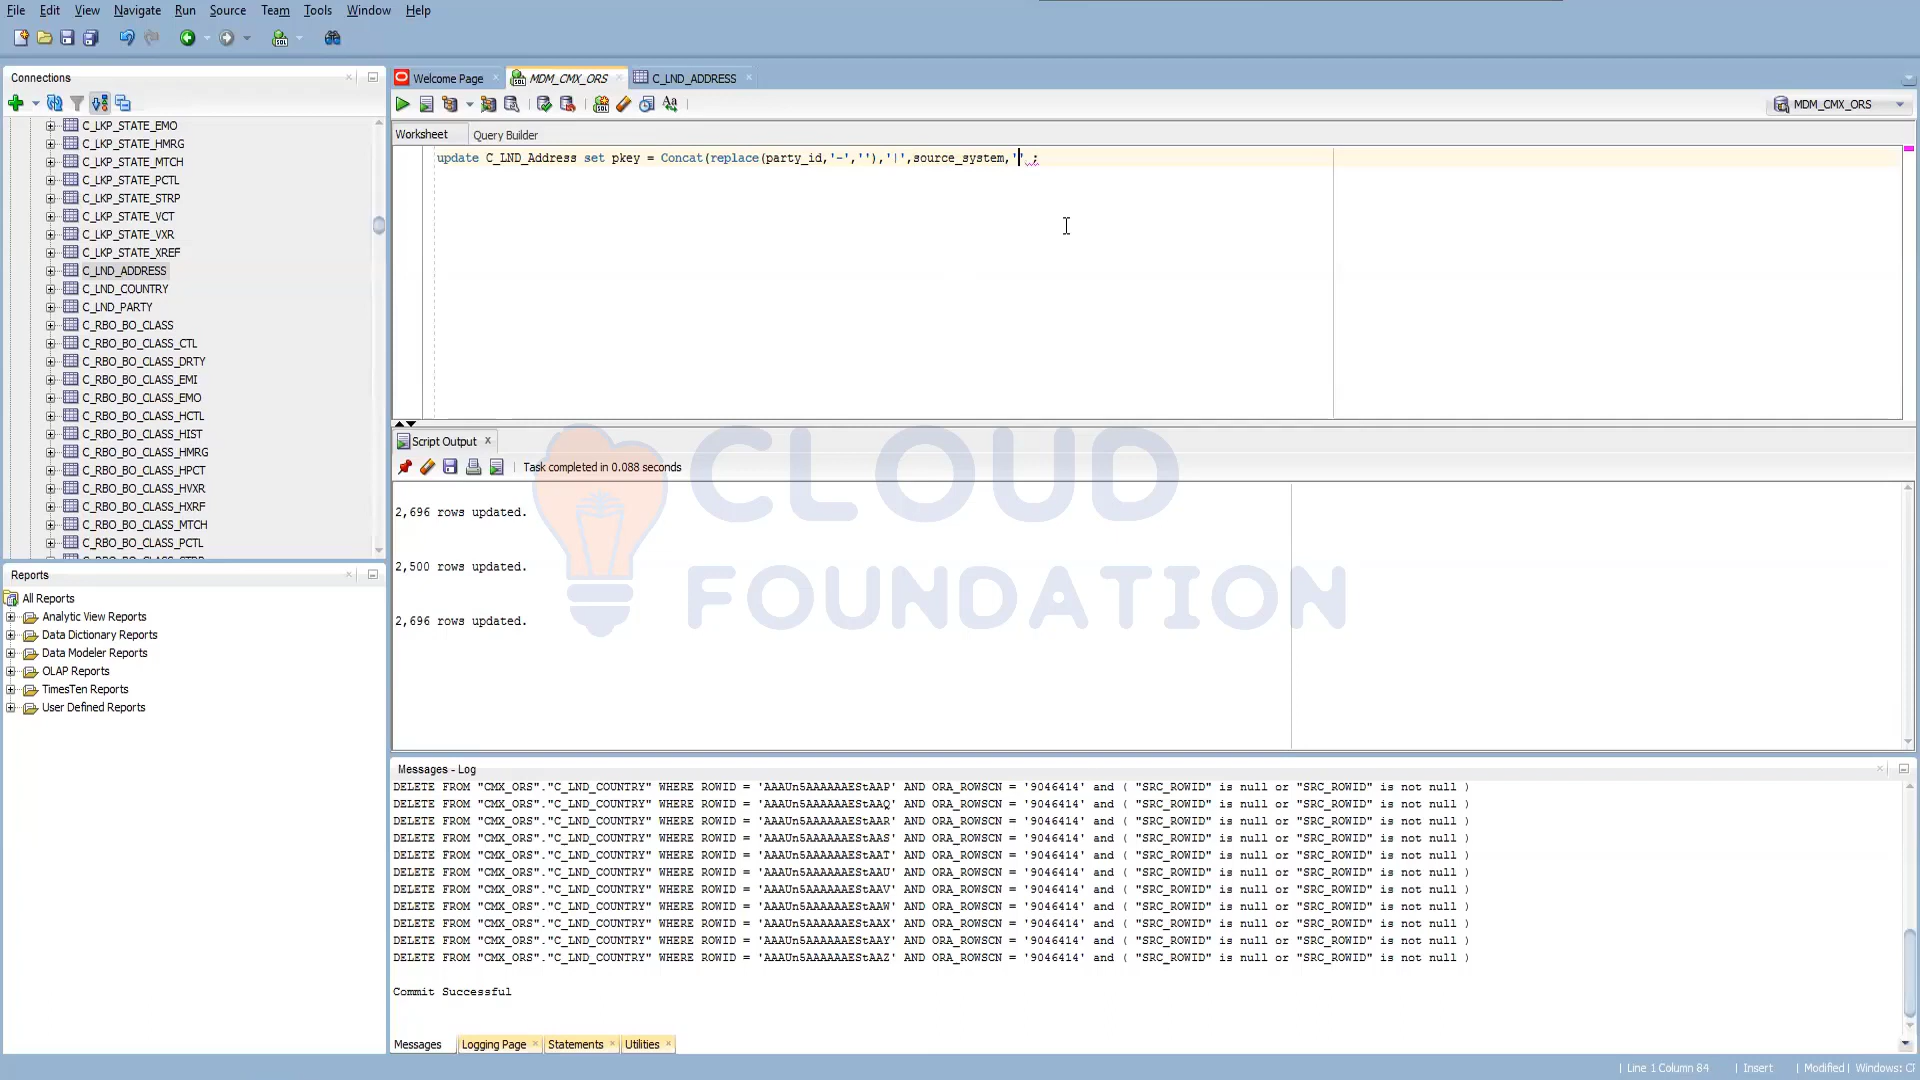 File Edit View Navigate Run Source Team Tools Window Help
Connections
C_LKP_STATE_EMO
C_LKP_STATE_HMRG
C_LKP_STATE_MTCH
C_LKP_STATE_PCTL
C_LKP_STATE_STRP
C_LKP_STATE_VCT
C_LKP_STATE_VXR
C_LKP_STATE_XREF
C_LND_ADDRESS
C_LND_COUNTRY
C_LND_PARTY
C_RBO_BO_CLASS
C_RBO_BO_CLASS_CTL
C_RBO_BO_CLASS_DRTY
C_RBO_BO_CLASS_EMI
C_RBO_BO_CLASS_EMO
C_RBO_BO_CLASS_HCTL
C_RBO_BO_CLASS_HIST
C_RBO_BO_CLASS_HMRG
C_RBO_BO_CLASS_HPCT
C_RBO_BO_CLASS_HVXR
C_RBO_BO_CLASS_HXRF
C_RBO_BO_CLASS_MTCH
C_RBO_BO_CLASS_PCTL
Reports
All Reports
Analytic View Reports
Data Dictionary Reports
Data Modeler Reports
OLAP Reports
TimesTen Reports
User Defined Reports
Welcome Page MDM_CMX_ORS C_LND_ADDRESS
MDM_CMX_ORS
Worksheet Query Builder
update C_LND_Address set pkey = Concat(replace(party_id,'-',''),'|',source_system,'' ;
Script Output
Task completed in 0.088 seconds
2,696 rows updated.
2,500 rows updated.
2,696 rows updated.
CLOUD
FOUNDATION
Messages - Log
DELETE FROM "CMX_ORS"."C_LND_COUNTRY" WHERE ROWID = 'AAAUn5AAAAAAEStAAP' AND ORA_ROWSCN = '9046414' and ( "SRC_ROWID" is null or "SRC_ROWID" is not null )
DELETE FROM "CMX_ORS"."C_LND_COUNTRY" WHERE ROWID = 'AAAUn5AAAAAAEStAAQ' AND ORA_ROWSCN = '9046414' and ( "SRC_ROWID" is null or "SRC_ROWID" is not null )
DELETE FROM "CMX_ORS"."C_LND_COUNTRY" WHERE ROWID = 'AAAUn5AAAAAAEStAAR' AND ORA_ROWSCN = '9046414' and ( "SRC_ROWID" is null or "SRC_ROWID" is not null )
DELETE FROM "CMX_ORS"."C_LND_COUNTRY" WHERE ROWID = 'AAAUn5AAAAAAEStAAS' AND ORA_ROWSCN = '9046414' and ( "SRC_ROWID" is null or "SRC_ROWID" is not null )
DELETE FROM "CMX_ORS"."C_LND_COUNTRY" WHERE ROWID = 'AAAUn5AAAAAAEStAAT' AND ORA_ROWSCN = '9046414' and ( "SRC_ROWID" is null or "SRC_ROWID" is not null )
DELETE FROM "CMX_ORS"."C_LND_COUNTRY" WHERE ROWID = 'AAAUn5AAAAAAEStAAU' AND ORA_ROWSCN = '9046414' and ( "SRC_ROWID" is null or "SRC_ROWID" is not null )
DELETE FROM "CMX_ORS"."C_LND_COUNTRY" WHERE ROWID = 'AAAUn5AAAAAAEStAAV' AND ORA_ROWSCN = '9046414' and ( "SRC_ROWID" is null or "SRC_ROWID" is not null )
DELETE FROM "CMX_ORS"."C_LND_COUNTRY" WHERE ROWID = 'AAAUn5AAAAAAEStAAW' AND ORA_ROWSCN = '9046414' and ( "SRC_ROWID" is null or "SRC_ROWID" is not null )
DELETE FROM "CMX_ORS"."C_LND_COUNTRY" WHERE ROWID = 'AAAUn5AAAAAAEStAAX' AND ORA_ROWSCN = '9046414' and ( "SRC_ROWID" is null or "SRC_ROWID" is not null )
DELETE FROM "CMX_ORS"."C_LND_COUNTRY" WHERE ROWID = 'AAAUn5AAAAAAEStAAY' AND ORA_ROWSCN = '9046414' and ( "SRC_ROWID" is null or "SRC_ROWID" is not null )
DELETE FROM "CMX_ORS"."C_LND_COUNTRY" WHERE ROWID = 'AAAUn5AAAAAAEStAAZ' AND ORA_ROWSCN = '9046414' and ( "SRC_ROWID" is null or "SRC_ROWID" is not null )
Commit Successful
Messages Logging Page Statements Utilities
Line 1 Column 84 | Insert | Modified | Windows: CF